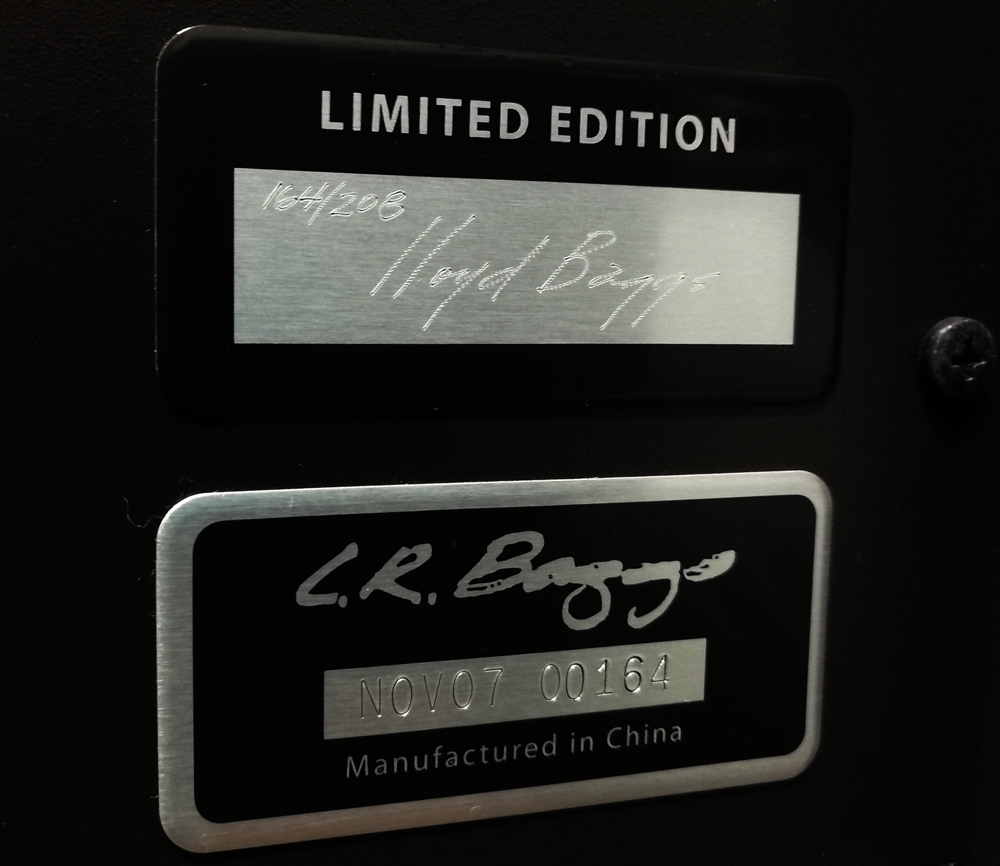 LIMITED EDITION
164/208
Lloyd Baggs
L.R. Baggs
NOV07 00164
Manufactured in China